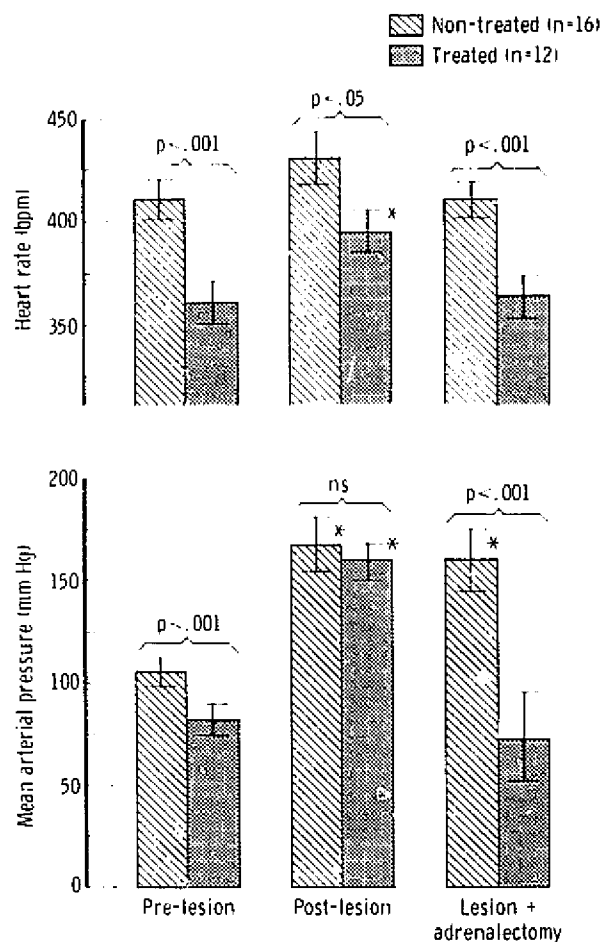 Non-treated (n=16)
Treated (n=12)
Heart rate (bpm)
450
400
350
p<.001
p<.05
*
p<.001
Mean arterial pressure (mm Hg)
200
150
100
50
0
p<.001
ns
* *
p<.001
*
Pre-lesion Post-lesion Lesion +
adrenalectomy